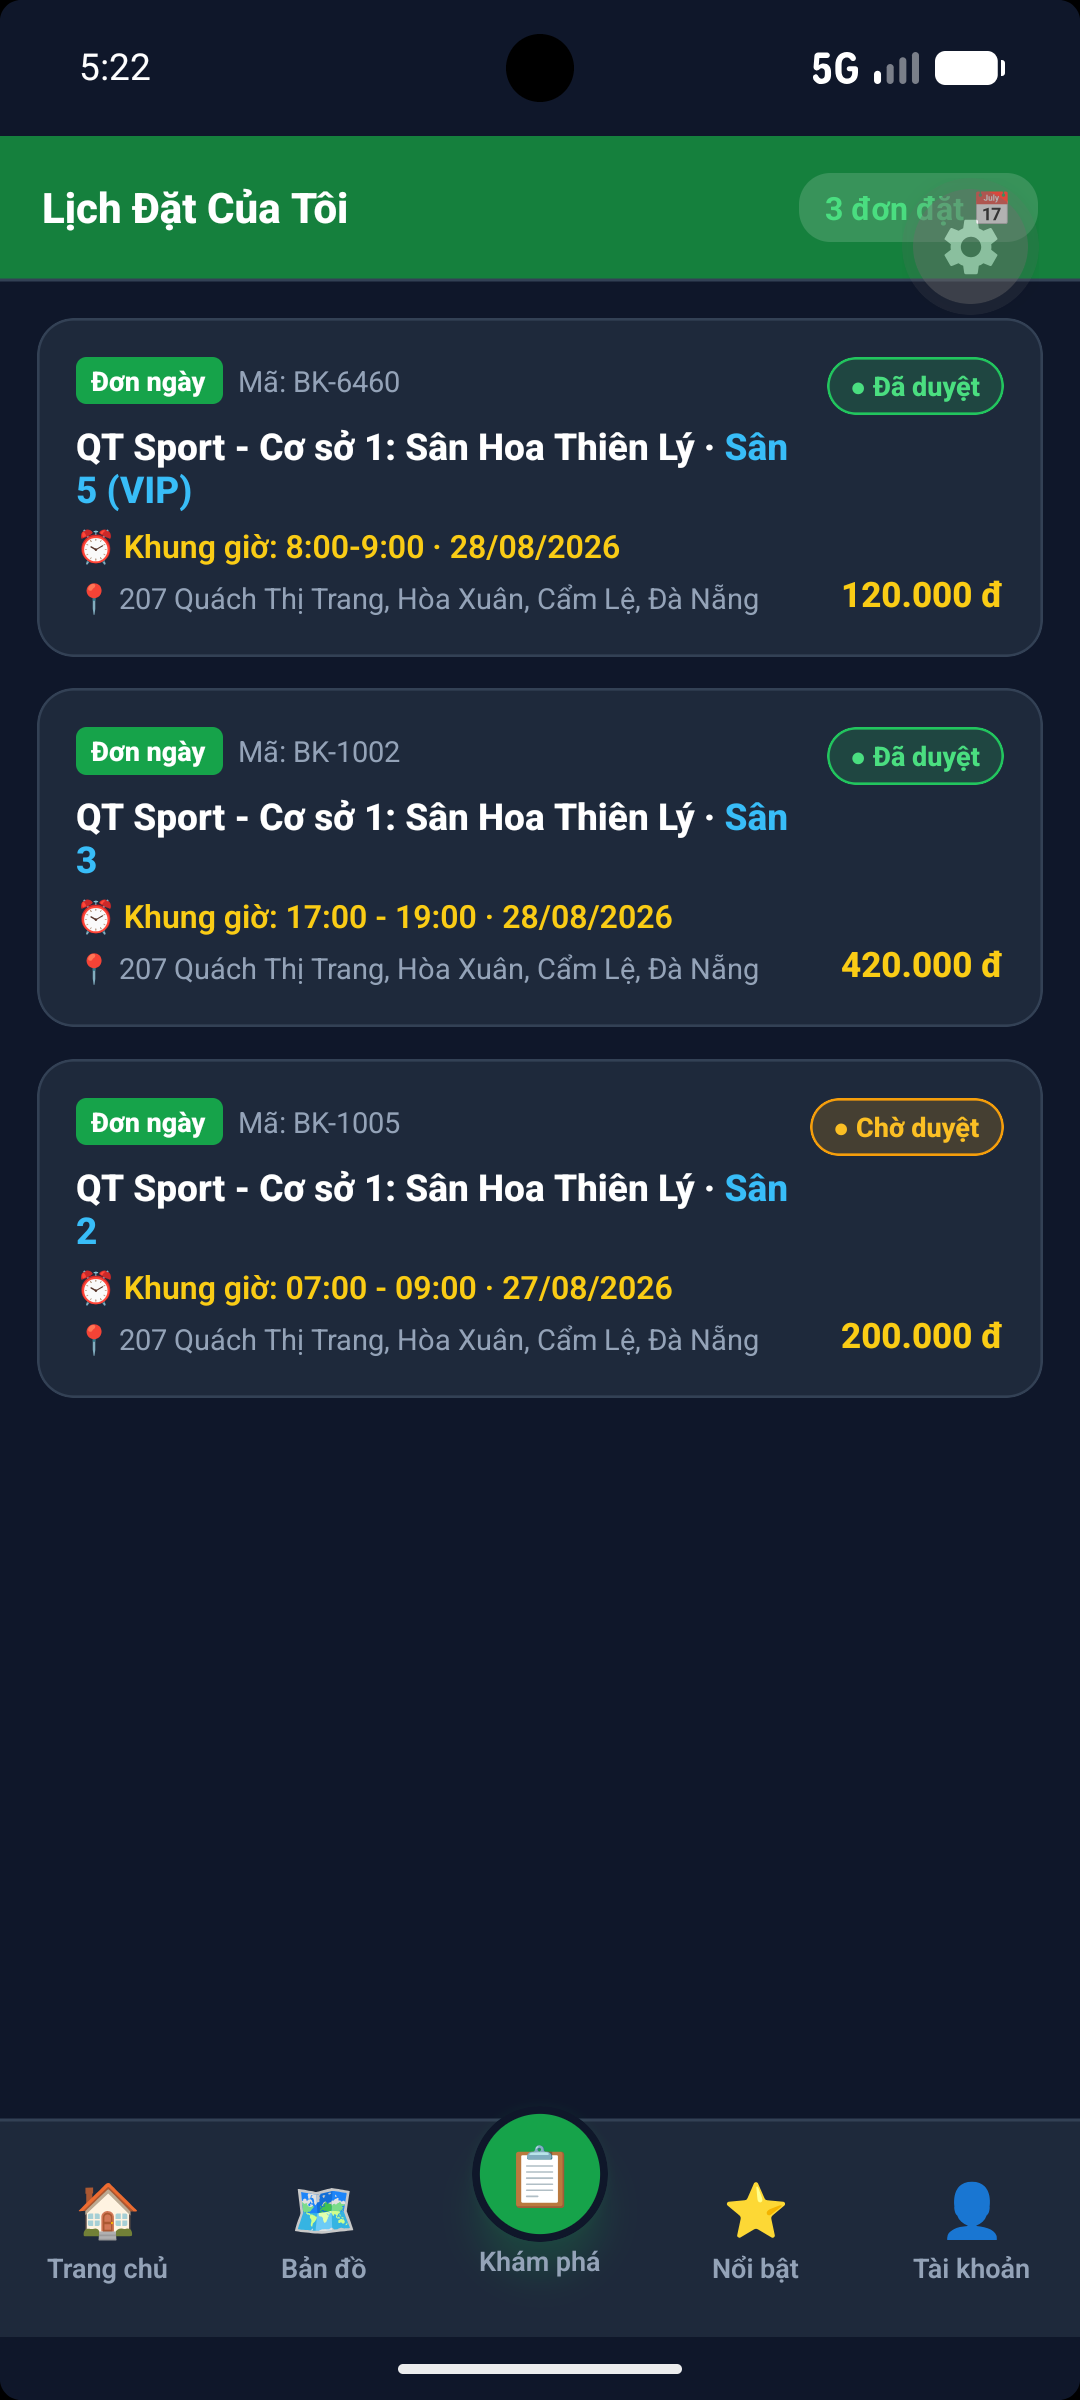 5:22
5G
Lịch Đặt Của Tôi
3 đơn đặt
July
17
Đơn ngày
Mã: BK-6460
● Đã duyệt
QT Sport - Cơ sở 1: Sân Hoa Thiên Lý · Sân
5 (VIP)
Khung giờ: 8:00-9:00 · 28/08/2026
207 Quách Thị Trang, Hòa Xuân, Cẩm Lệ, Đà Nẵng
120.000 đ
Đơn ngày
Mã: BK-1002
● Đã duyệt
QT Sport - Cơ sở 1: Sân Hoa Thiên Lý · Sân
3
Khung giờ: 17:00 - 19:00 · 28/08/2026
207 Quách Thị Trang, Hòa Xuân, Cẩm Lệ, Đà Nẵng
420.000 đ
Đơn ngày
Mã: BK-1005
● Chờ duyệt
QT Sport - Cơ sở 1: Sân Hoa Thiên Lý · Sân
2
Khung giờ: 07:00 - 09:00 · 27/08/2026
207 Quách Thị Trang, Hòa Xuân, Cẩm Lệ, Đà Nẵng
200.000 đ
Trang chủ
Bản đồ
Khám phá
Nổi bật
Tài khoản